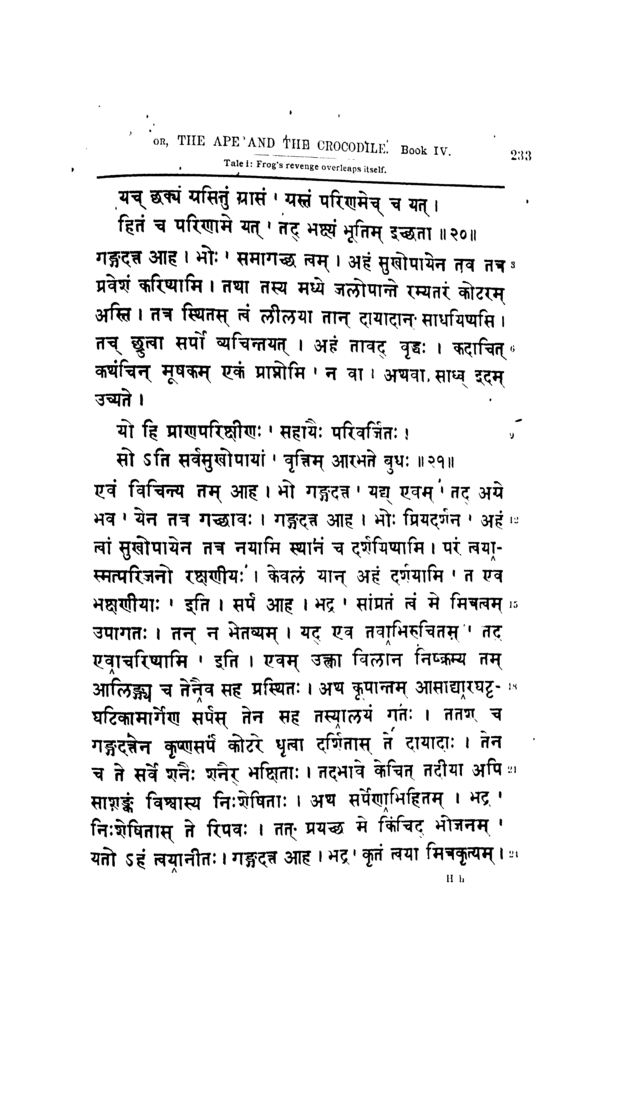 OR, THE APE AND THE CROCODILE. Book IV. 233
Tale i: Frog's revenge overleaps itself.
यच् छक्यं ग्रसितुं ग्रासं ' ग्रस्तं परिणमेच् च यत् ।
हितं च परिणामे यत् ' तद् भक्ष्यं भूतिम् इच्छता ॥२०॥
गङ्गदत्त आह । भोः ' समागच्छ त्वम् । अहं सुखोपायेन तव तत्र 3
प्रवेशं करिष्यामि । तथा तस्य मध्ये जलोपान्ते रम्यतरं कोटरम्
अस्ति । तत्र स्थितस् त्वं लीलया तान् दायादान् साधयिष्यसि ।
तच् छ्रुत्वा सर्पो व्यचिन्तयत् । अहं तावद् वृद्धः । कदाचित् 6
कथंचिन् मूषकम् एकं प्राप्नोमि ' न वा । अथवा साध्व् इदम्
उच्यते ।
यो हि प्राणपरिक्षीणः ' सहायैः परिवर्जितः ।
सो ऽति सर्वसुखोपायां ' वृत्तिम् आरभते बुधः ॥२१॥
एवं विचिन्त्य तम् आह । भो गङ्गदत्त ' यद्य् एवम् ' तद् अग्रे
भव ' येन तत्र गच्छावः । गङ्गदत्त आह । भोः प्रियदर्शन ' अहं 12
त्वां सुखोपायेन तत्र नयामि स्थानं च दर्शयिष्यामि । परं त्वया-
स्मत्परिजनो रक्षणीयः । केवलं यान् अहं दर्शयामि ' त एव
भक्षणीयाः ' इति । सर्प आह । भद्र ' सांप्रतं त्वं मे मित्रत्वम् 15
उपागतः । तन् न भेतव्यम् । यद् एव तवाभिरुचितम् ' तद्
एवाचरिष्यामि ' इति । एवम् उक्त्वा बिलान् निष्क्रम्य तम्
आलिङ्ग्य च तेनैव सह प्रस्थितः । अथ कूपान्तम् आसाद्यारघट्ट- 18
घटिकामार्गेण सर्पस् तेन सह तस्यालयं गतः । ततश् च
गङ्गदत्तेन कृष्णसर्पं कोटरे धृत्वा दर्शितास् ते दायादाः । तेन
च ते सर्वे शनैः शनैर् भक्षिताः । तदभावे केचित् तदीया अपि 21
साशङ्कं विश्वास्य निःशेषिताः । अथ सर्पेणाभिहितम् । भद्र '
निःशेषितास् ते रिपवः । तत् प्रयच्छ मे किंचिद् भोजनम् '
यतो ऽहं त्वयानीतः । गङ्गदत्त आह । भद्र ' कृतं त्वया मित्रकृत्यम् । 24
H h